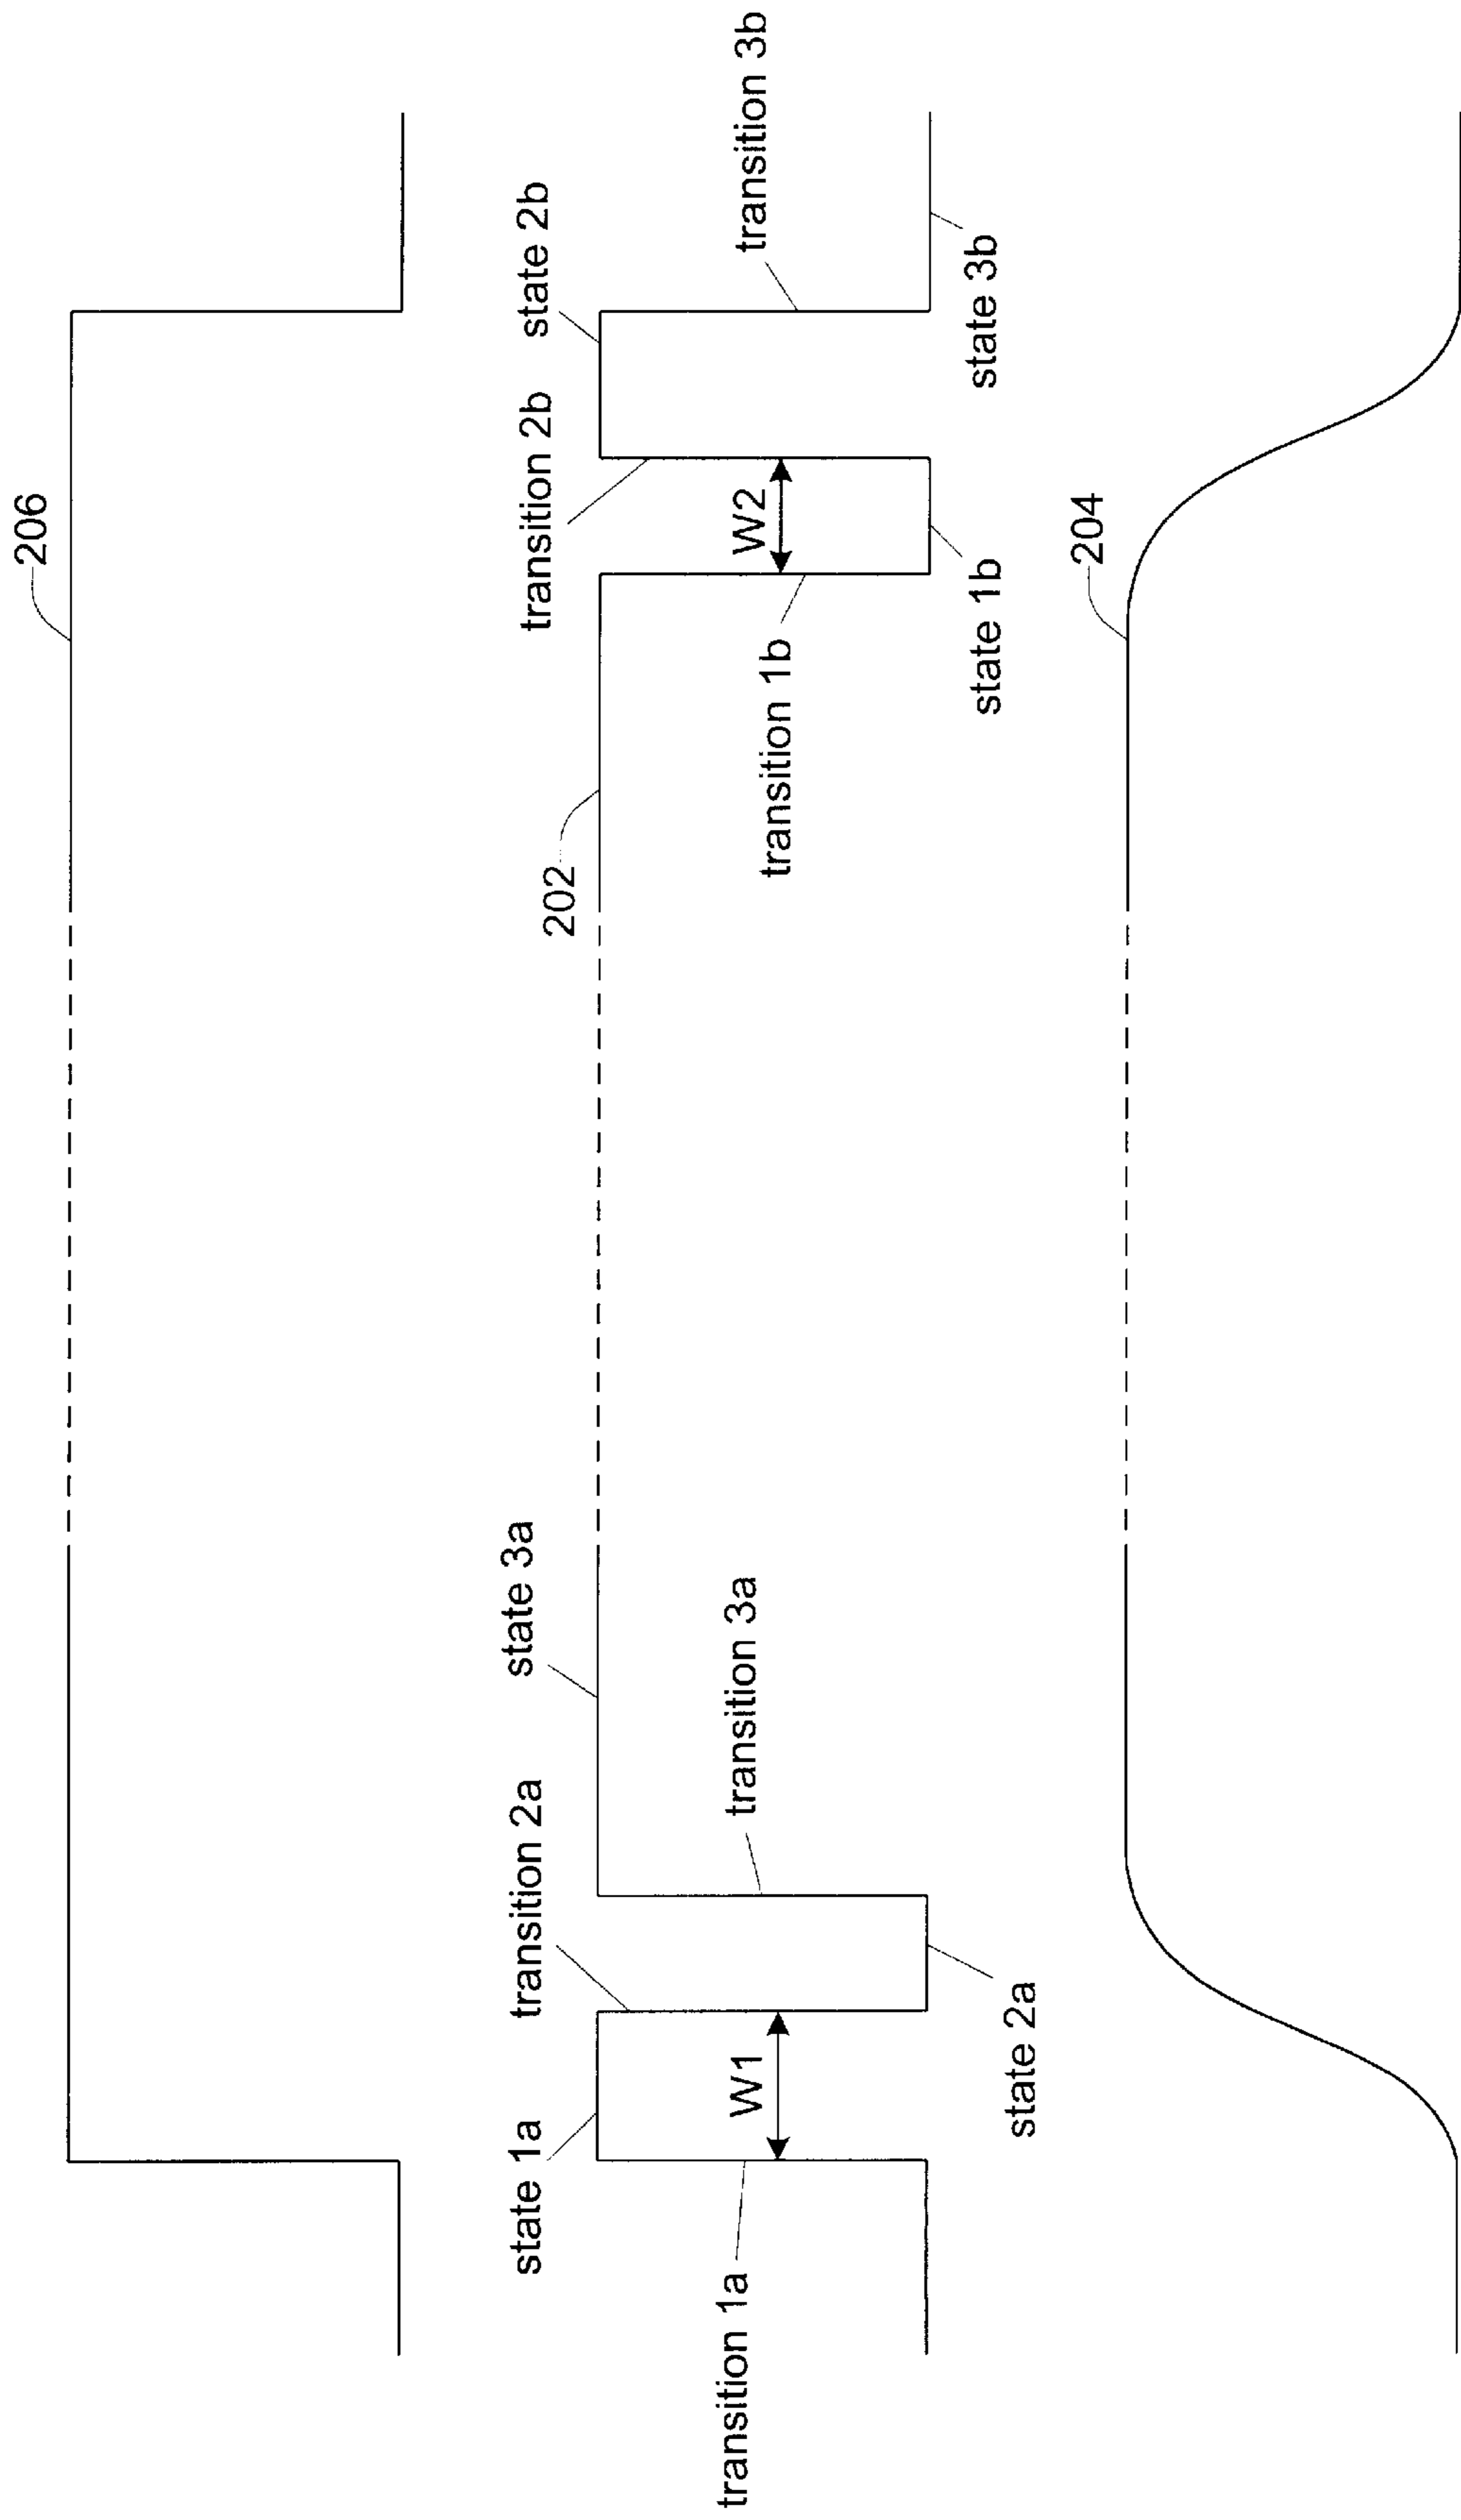 206
state 1a
transition 2a
state 3a
202
transition 2b
state 2b
transition 1a
W1
transition 3a
transition 1b
W2
transition 3b
state 2a
state 1b
state 3b
204